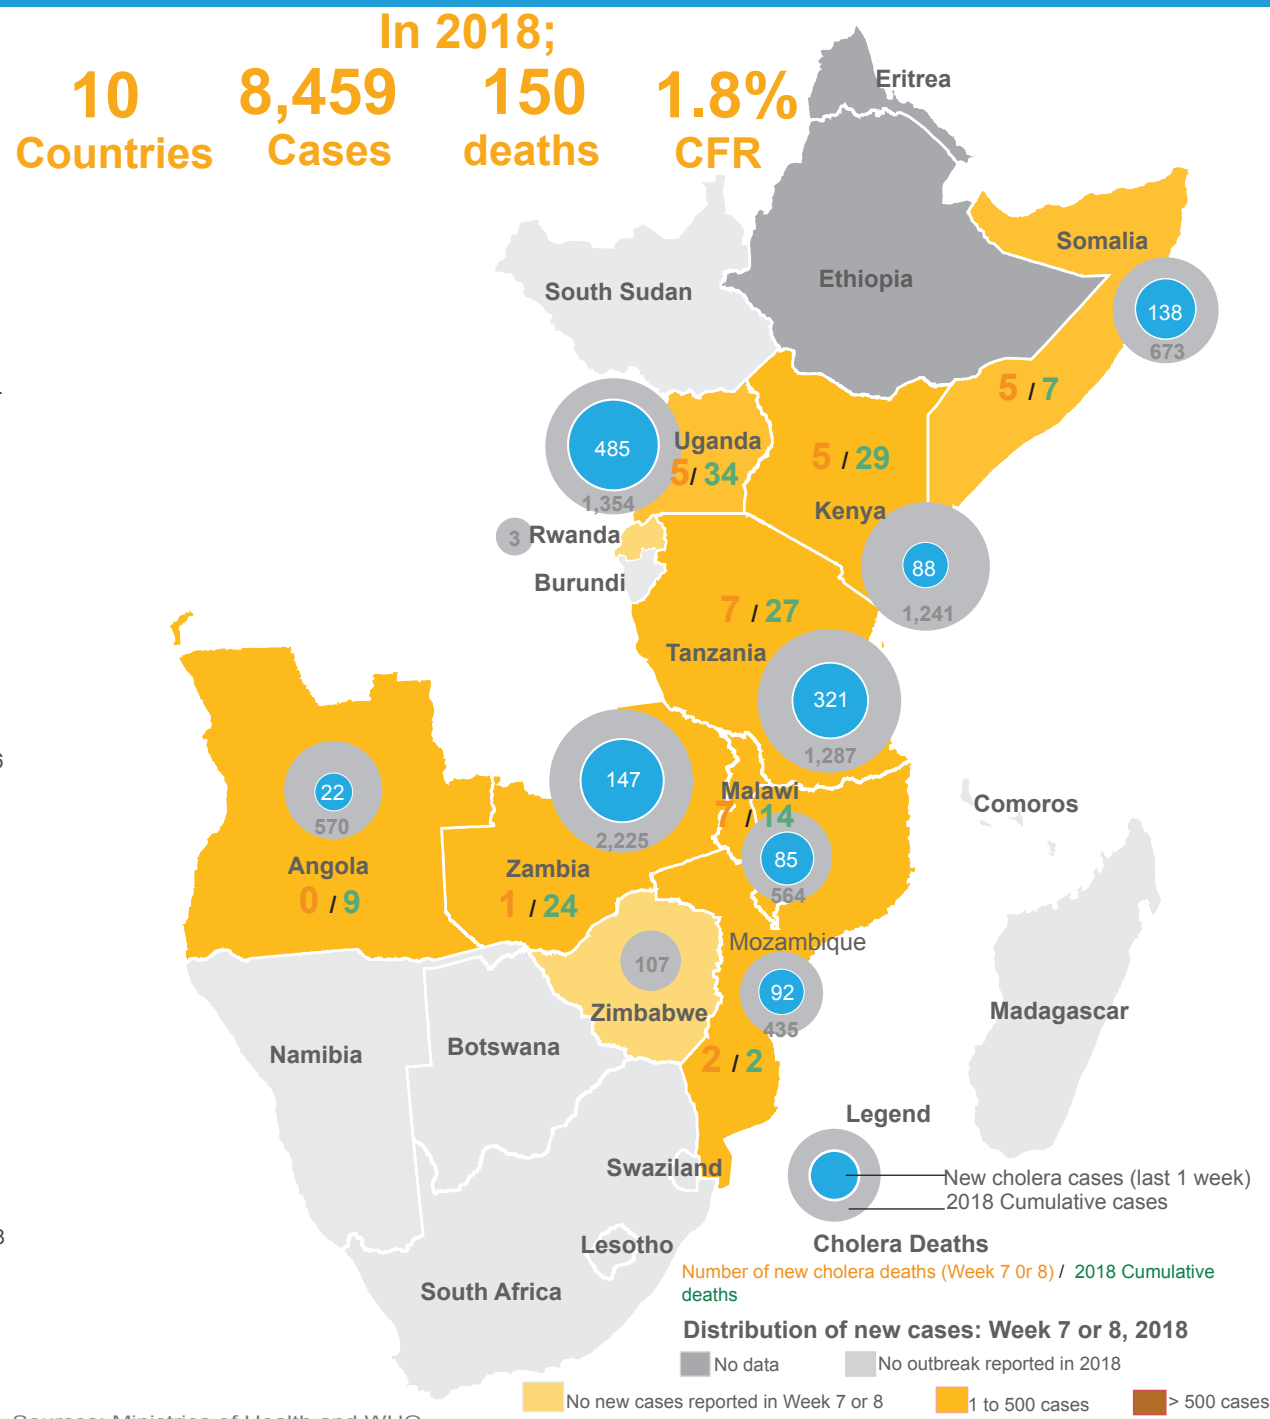 In 2018;
10 8,459 150 1.8%
Countries Cases deaths CFR
Eritrea
Somalia
Ethiopia
South Sudan
138
673
5 / 7
Uganda
485
5/ 34
1,354
5 / 29
Kenya
3 Rwanda
88
1,241
Burundi
7 / 27
Tanzania
321
1,287
22
570
Angola
0 / 9
147
2,225
Zambia
1 / 24
Malawi
7 / 14
85
564
Comoros
Mozambique
107
Zimbabwe
92
435
2 / 2
Madagascar
Namibia
Botswana
Swaziland
Lesotho
South Africa
Legend
New cholera cases (last 1 week)
2018 Cumulative cases
Cholera Deaths
Number of new cholera deaths (Week 7 0r 8) / 2018 Cumulative
deaths
Distribution of new cases: Week 7 or 8, 2018
No data No outbreak reported in 2018
No new cases reported in Week 7 or 8 1 to 500 cases > 500 cases
Sources: Ministries of Health and WHO